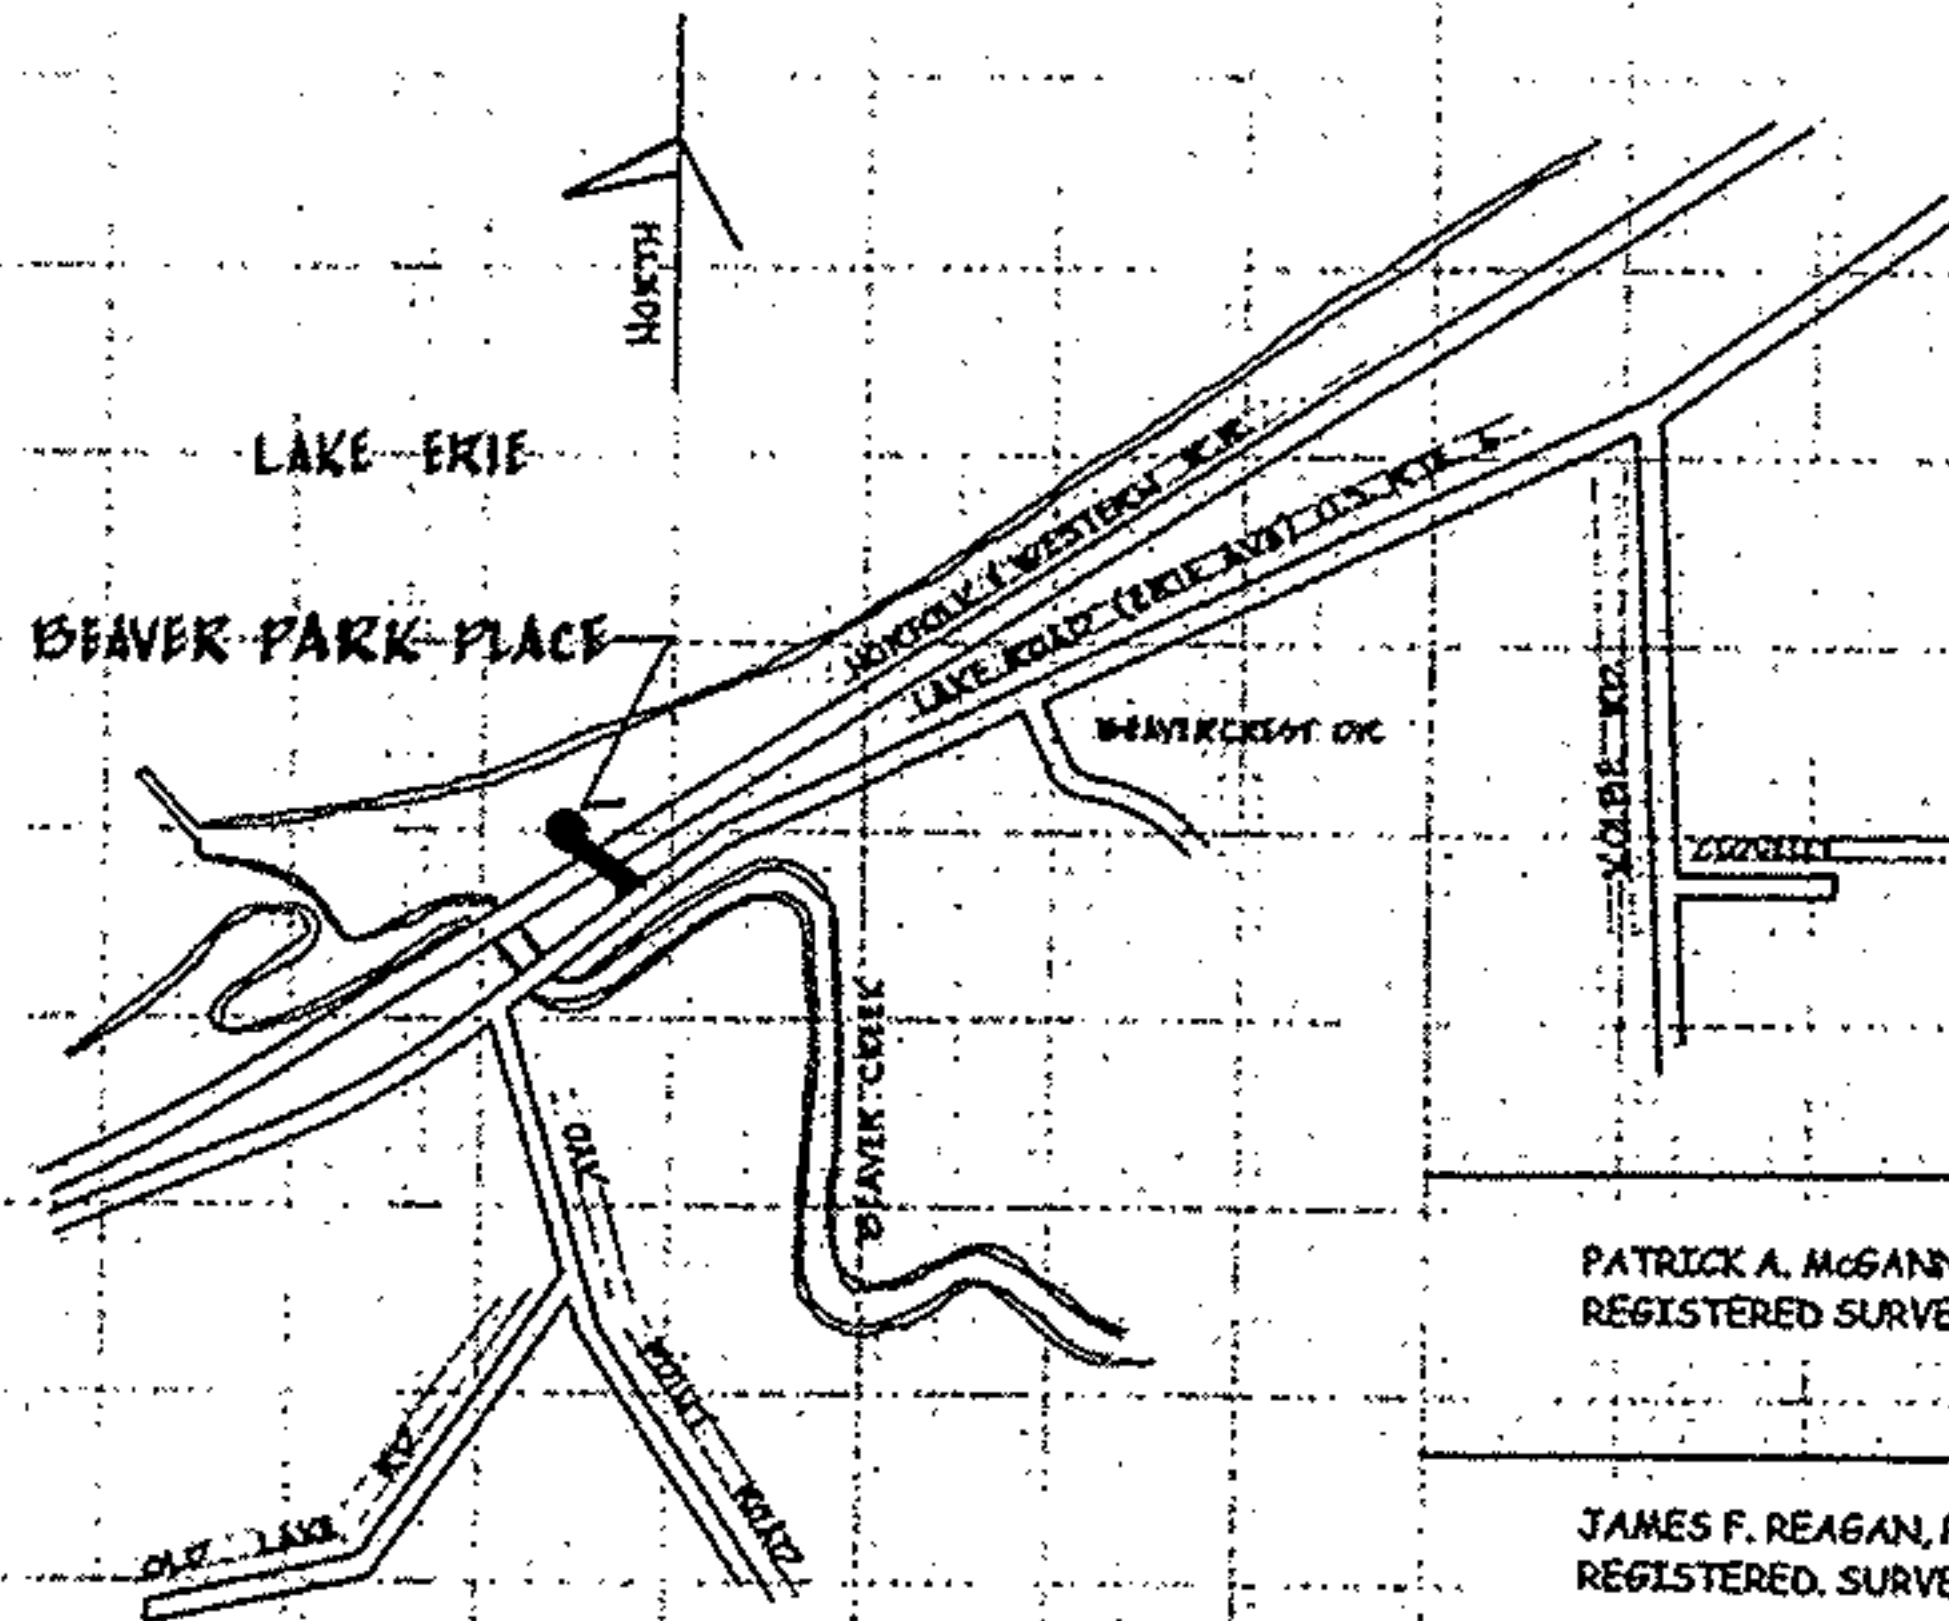 NORTH
LAKE ERIE
BEAVER PARK PLACE
NORFOLK & WESTERN R.R.
LAKE ROAD (ERIE AVE) U.S. RTE 6
BEAVERCREST DR.
KOLBE RD
BEAVER CREEK
OAK POINT ROAD
OLD LAKE RD
PATRICK A. McGANN
REGISTERED SURVE
JAMES F. REAGAN,
REGISTERED. SURVE